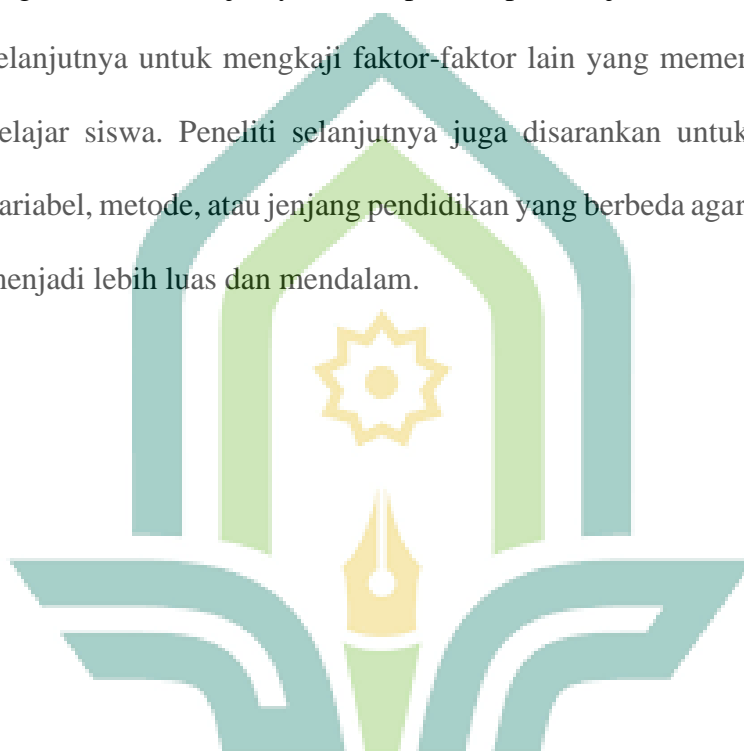 elanjutnya untuk mengkaji faktor-faktor lain yang memen
elajar siswa. Peneliti selanjutnya juga disarankan untuk
ariabel, metode, atau jenjang pendidikan yang berbeda agar
nenjadi lebih luas dan mendalam.